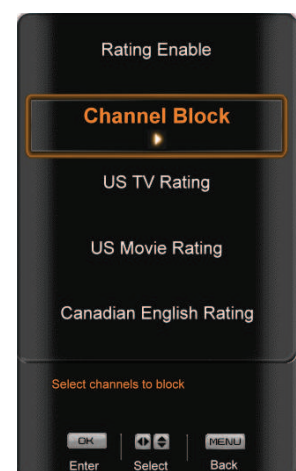 Rating Enable
Channel Block
US TV Rating
US Movie Rating
Canadian English Rating
Select channels to block
OK MENU
Enter Select Back